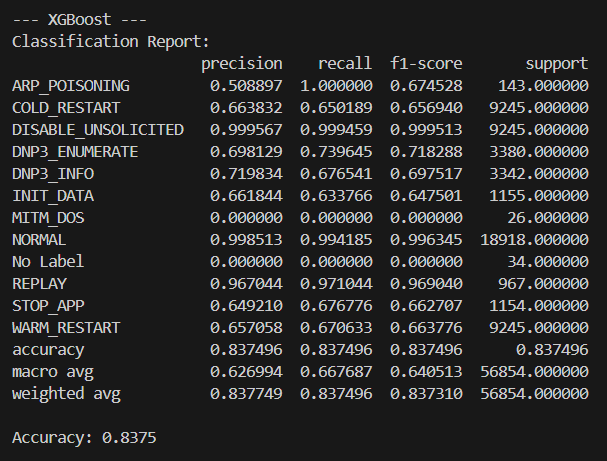 --- XGBoost ---
Classification Report:
precision recall f1-score support
ARP_POISONING 0.508897 1.000000 0.674528 143.000000
COLD_RESTART 0.663832 0.650189 0.656940 9245.000000
DISABLE_UNSOLICITED 0.999567 0.999459 0.999513 9245.000000
DNP3_ENUMERATE 0.698129 0.739645 0.718288 3380.000000
DNP3_INFO 0.719834 0.676541 0.697517 3342.000000
INIT_DATA 0.661844 0.633766 0.647501 1155.000000
MITM_DOS 0.000000 0.000000 0.000000 26.000000
NORMAL 0.998513 0.994185 0.996345 18918.000000
No Label 0.000000 0.000000 0.000000 34.000000
REPLAY 0.967044 0.971044 0.969040 967.000000
STOP_APP 0.649210 0.676776 0.662707 1154.000000
WARM_RESTART 0.657058 0.670633 0.663776 9245.000000
accuracy 0.837496 0.837496 0.837496 0.837496
macro avg 0.626994 0.667687 0.640513 56854.000000
weighted avg 0.837749 0.837496 0.837310 56854.000000
Accuracy: 0.8375